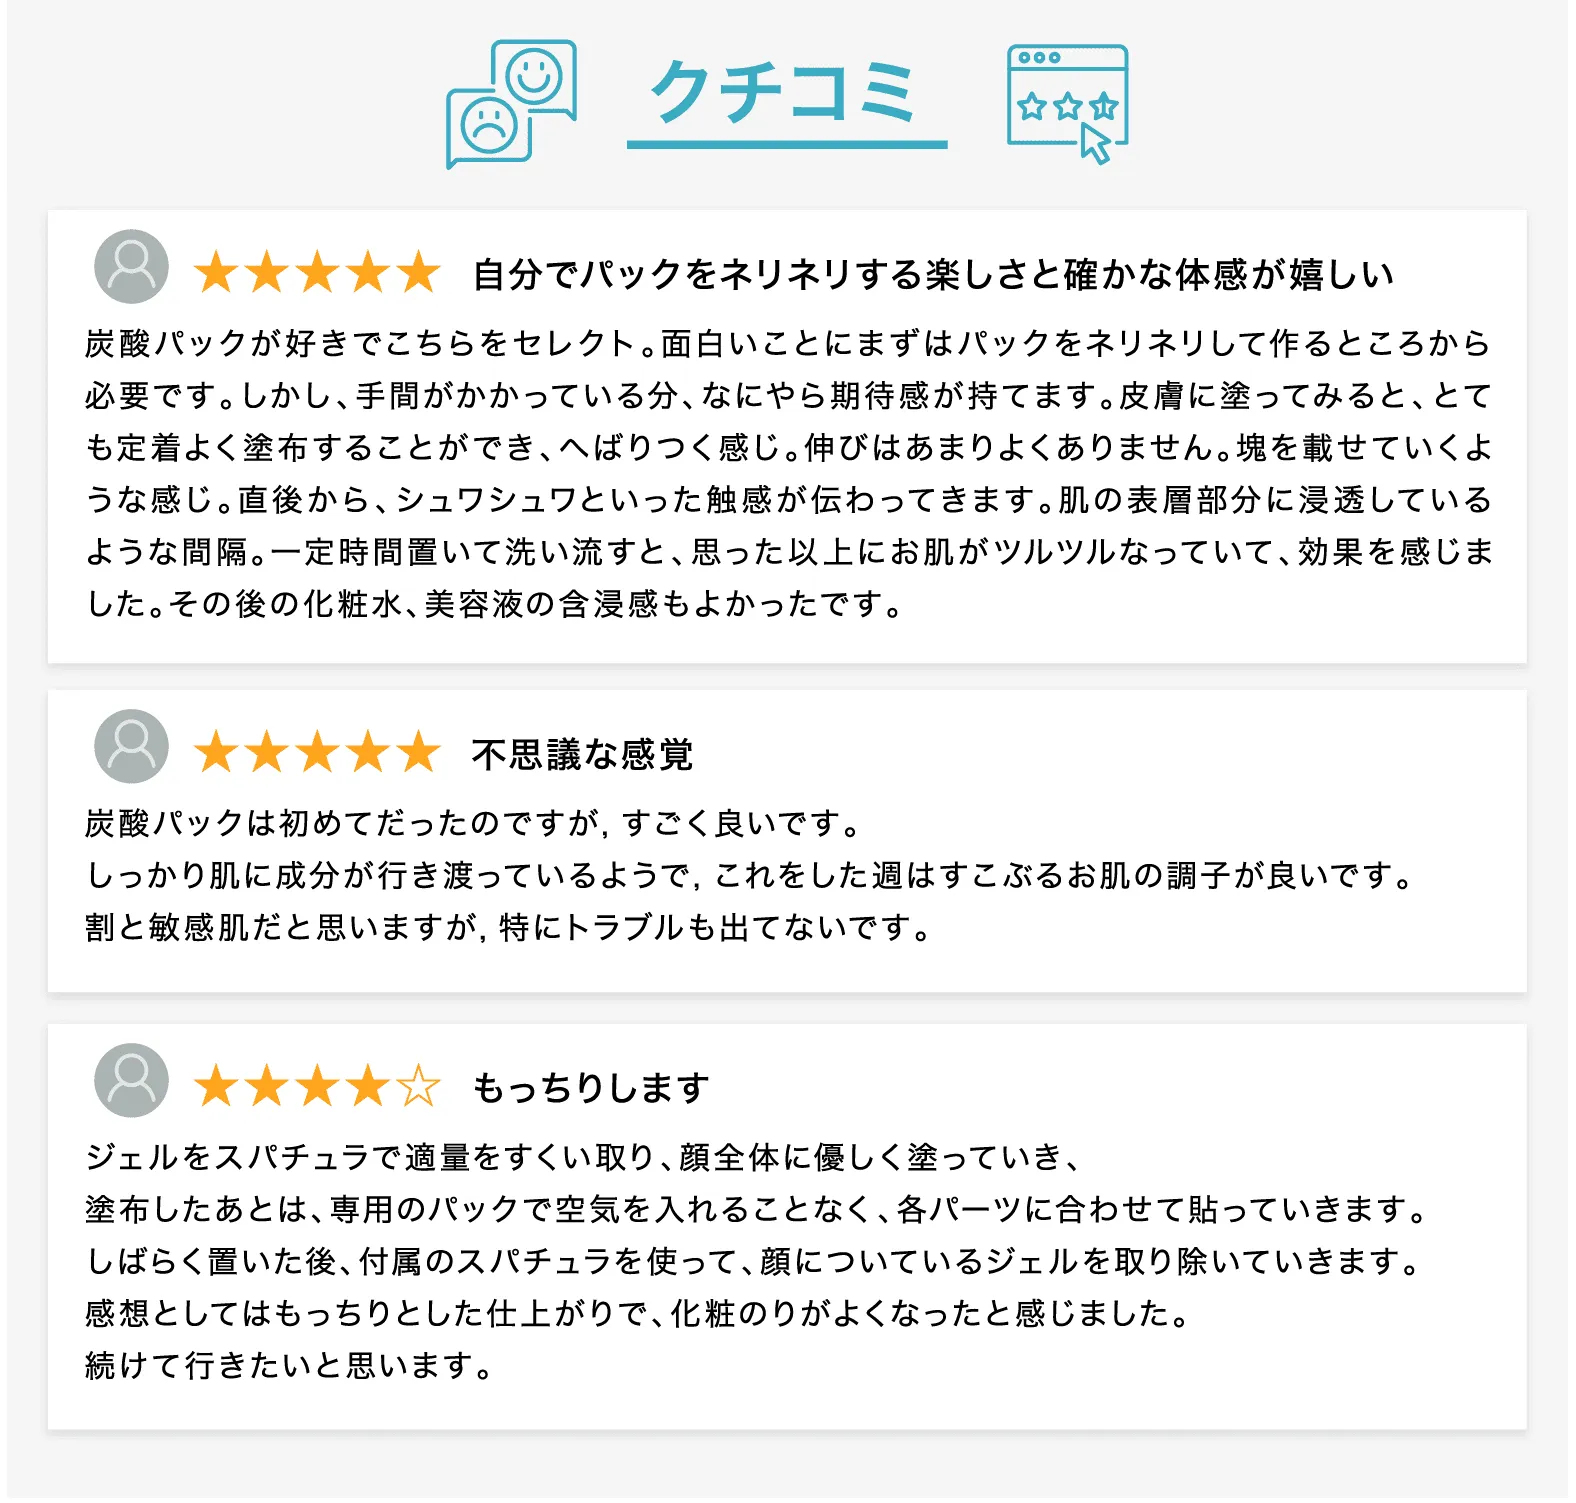 クチコミ
★★★★★ 自分でパックをネリネリする楽しさと確かな体感が嬉しい
炭酸パックが好きでこちらをセレクト。面白いことにまずはパックをネリネリして作るところから
必要です。しかし、手間がかかっている分、なにやら期待感が持てます。皮膚に塗ってみると、とて
も定着よく塗布することができ、へばりつく感じ。伸びはあまりよくありません。塊を載せていくよ
うな感じ。直後から、シュワシュワといった触感が伝わってきます。肌の表層部分に浸透している
ような間隔。一定時間置いて洗い流すと、思った以上にお肌がツルツルなっていて、効果を感じま
した。その後の化粧水、美容液の含浸感もよかったです。
★★★★★ 不思議な感覚
炭酸パックは初めてだったのですが, すごく良いです。
しっかり肌に成分が行き渡っているようで, これをした週はすこぶるお肌の調子が良いです。
割と敏感肌だと思いますが, 特にトラブルも出てないです。
★★★★☆ もっちりします
ジェルをスパチュラで適量をすくい取り、顔全体に優しく塗っていき、
塗布したあとは、専用のパックで空気を入れることなく、各パーツに合わせて貼っていきます。
しばらく置いた後、付属のスパチュラを使って、顔についているジェルを取り除いていきます。
感想としてはもっちりとした仕上がりで、化粧のりがよくなったと感じました。
続けて行きたいと思います。